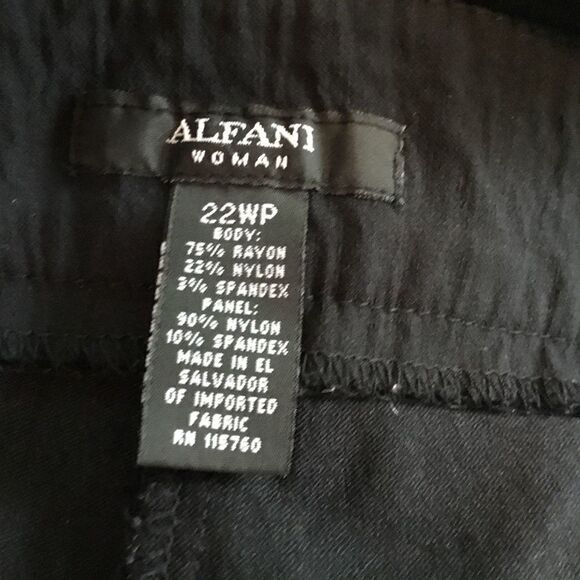 ALFANI
WOMAN
22WP
BODY:
75% RAYON
22% NYLON
3% SPANDEX
PANEL:
90% NYLON
10% SPANDEX
MADE IN EL
SALVADOR
OF IMPORTED
FABRIC
RN 115760